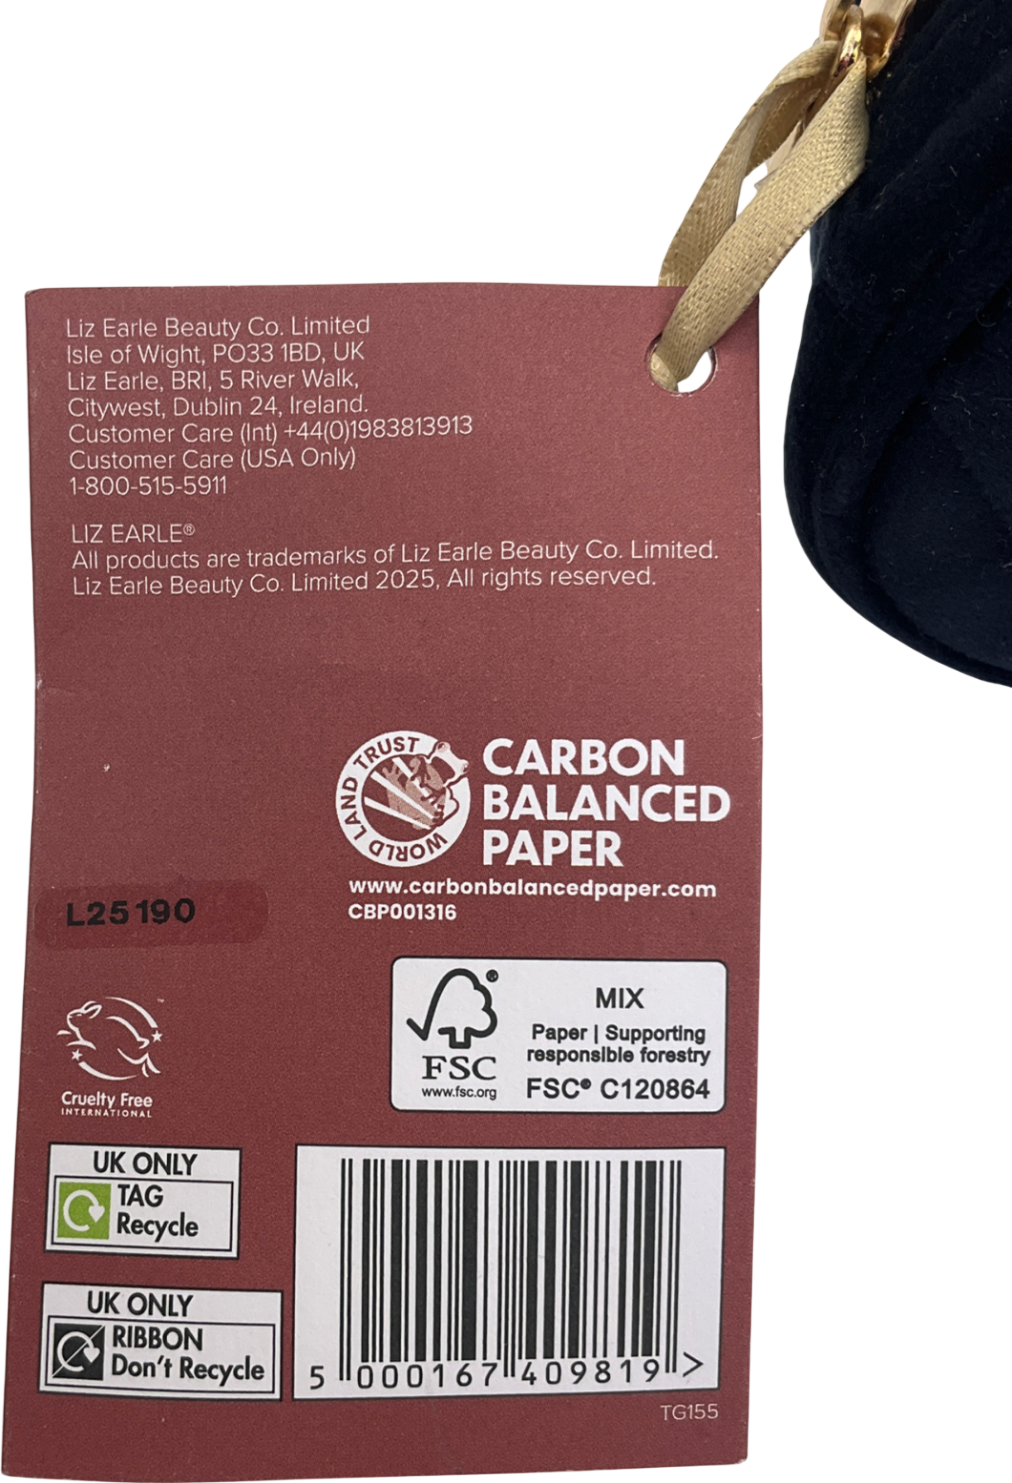 Liz Earle Beauty Co. Limited
Isle of Wight, PO33 1BD, UK
Liz Earle, BRI, 5 River Walk,
Citywest, Dublin 24, Ireland.
Customer Care (Int) +44(0)1983813913
Customer Care (USA Only)
1-800-515-5911
LIZ EARLE®
All products are trademarks of Liz Earle Beauty Co. Limited.
Liz Earle Beauty Co. Limited 2025, All rights reserved.
WORLD LAND TRUST
CARBON
BALANCED
PAPER
www.carbonbalancedpaper.com
CBP001316
L25190
FSC
www.fsc.org
MIX
Paper | Supporting
responsible forestry
FSC® C120864
Cruelty Free
INTERNATIONAL
UK ONLY
TAG
Recycle
UK ONLY
RIBBON
Don't Recycle
5 000167 409819 >
TG155